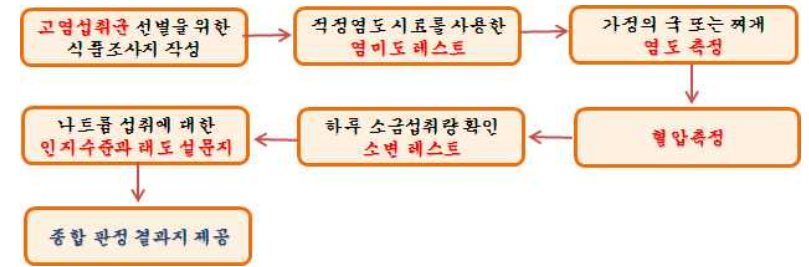 고염섭취군 선별을위한
식품조사지 작성
적정염도시료를사용한
염미도 테스트
가정의 국 또는 찌개
염도 측정
혈압측정
하루 소금섭취량확인
소변 테스트
나트륨 섭취에 대한
인지수준과 태도 설문지
종합 판정 결과지 제공